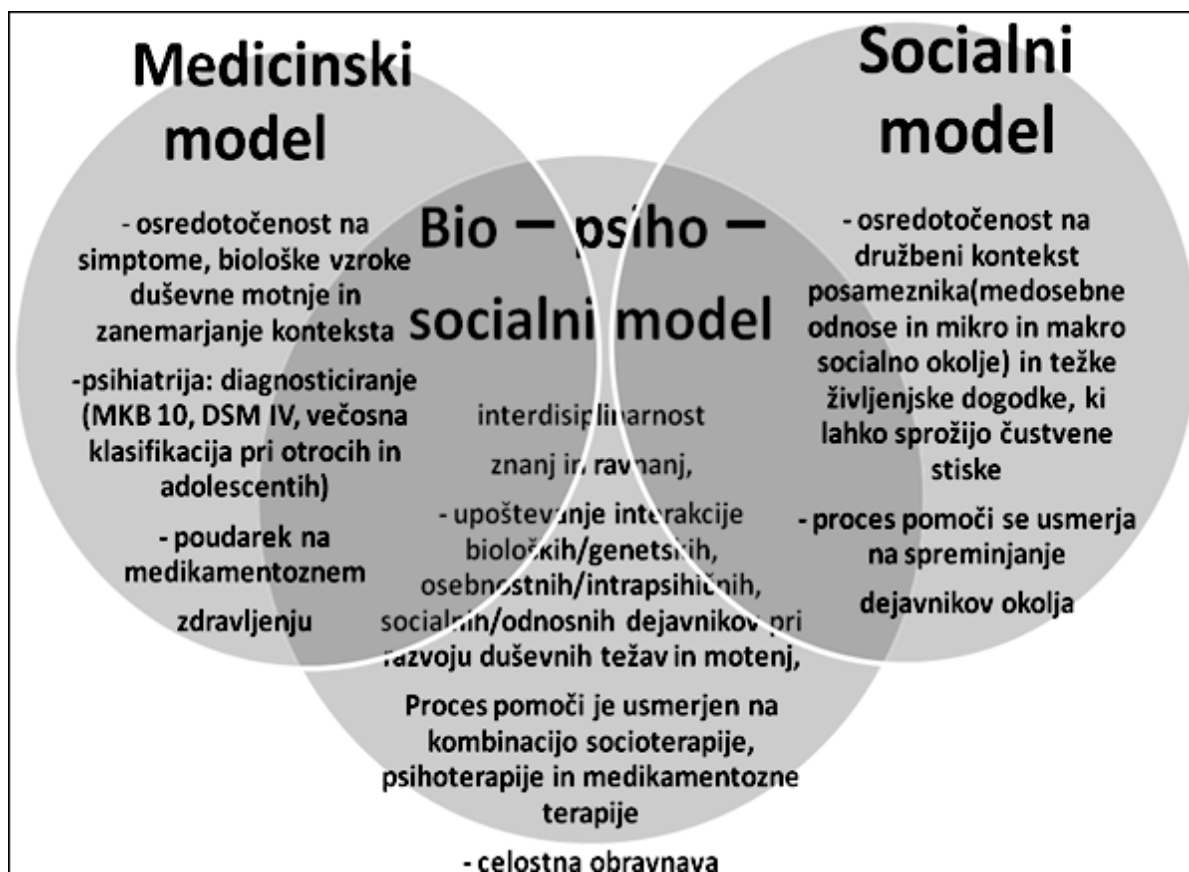 Medicinski
model
- osredotočenost na
simptome, biološke vzroke
duševne motnje in
zanemarjanje konteksta
-psihiatrija: diagnosticiranje
(MKB 10, DSM IV, večosna
klasifikacija pri otrocih in
adolescentih)
- poudarek na
medikamentoznem
zdravljenju
Bio – psiho –
socialni model
interdisiplinarnost
znanj in ravnanj,
- upoštevanje interakcije
bioloških/genetskih,
osebnostnih/intrapsihičnih,
socialnih/odnosnih dejavnikov pri
razvoju duševnih težav in motenj,
Proces pomoči je usmerjen na
kombinacijo socioterapije,
psihoterapije in medikamentozne
terapije
- celostna obravnava
Socialni
model
- osredotočenost na
družbeni kontekst
posameznika(medosebne
odnose in mikro in makro
socialno okolje) in težke
življenjske dogodke, ki
lahko sprožijo čustvene
stiske
- proces pomoči se usmerja
na spreminjanje
dejavnikov okolja